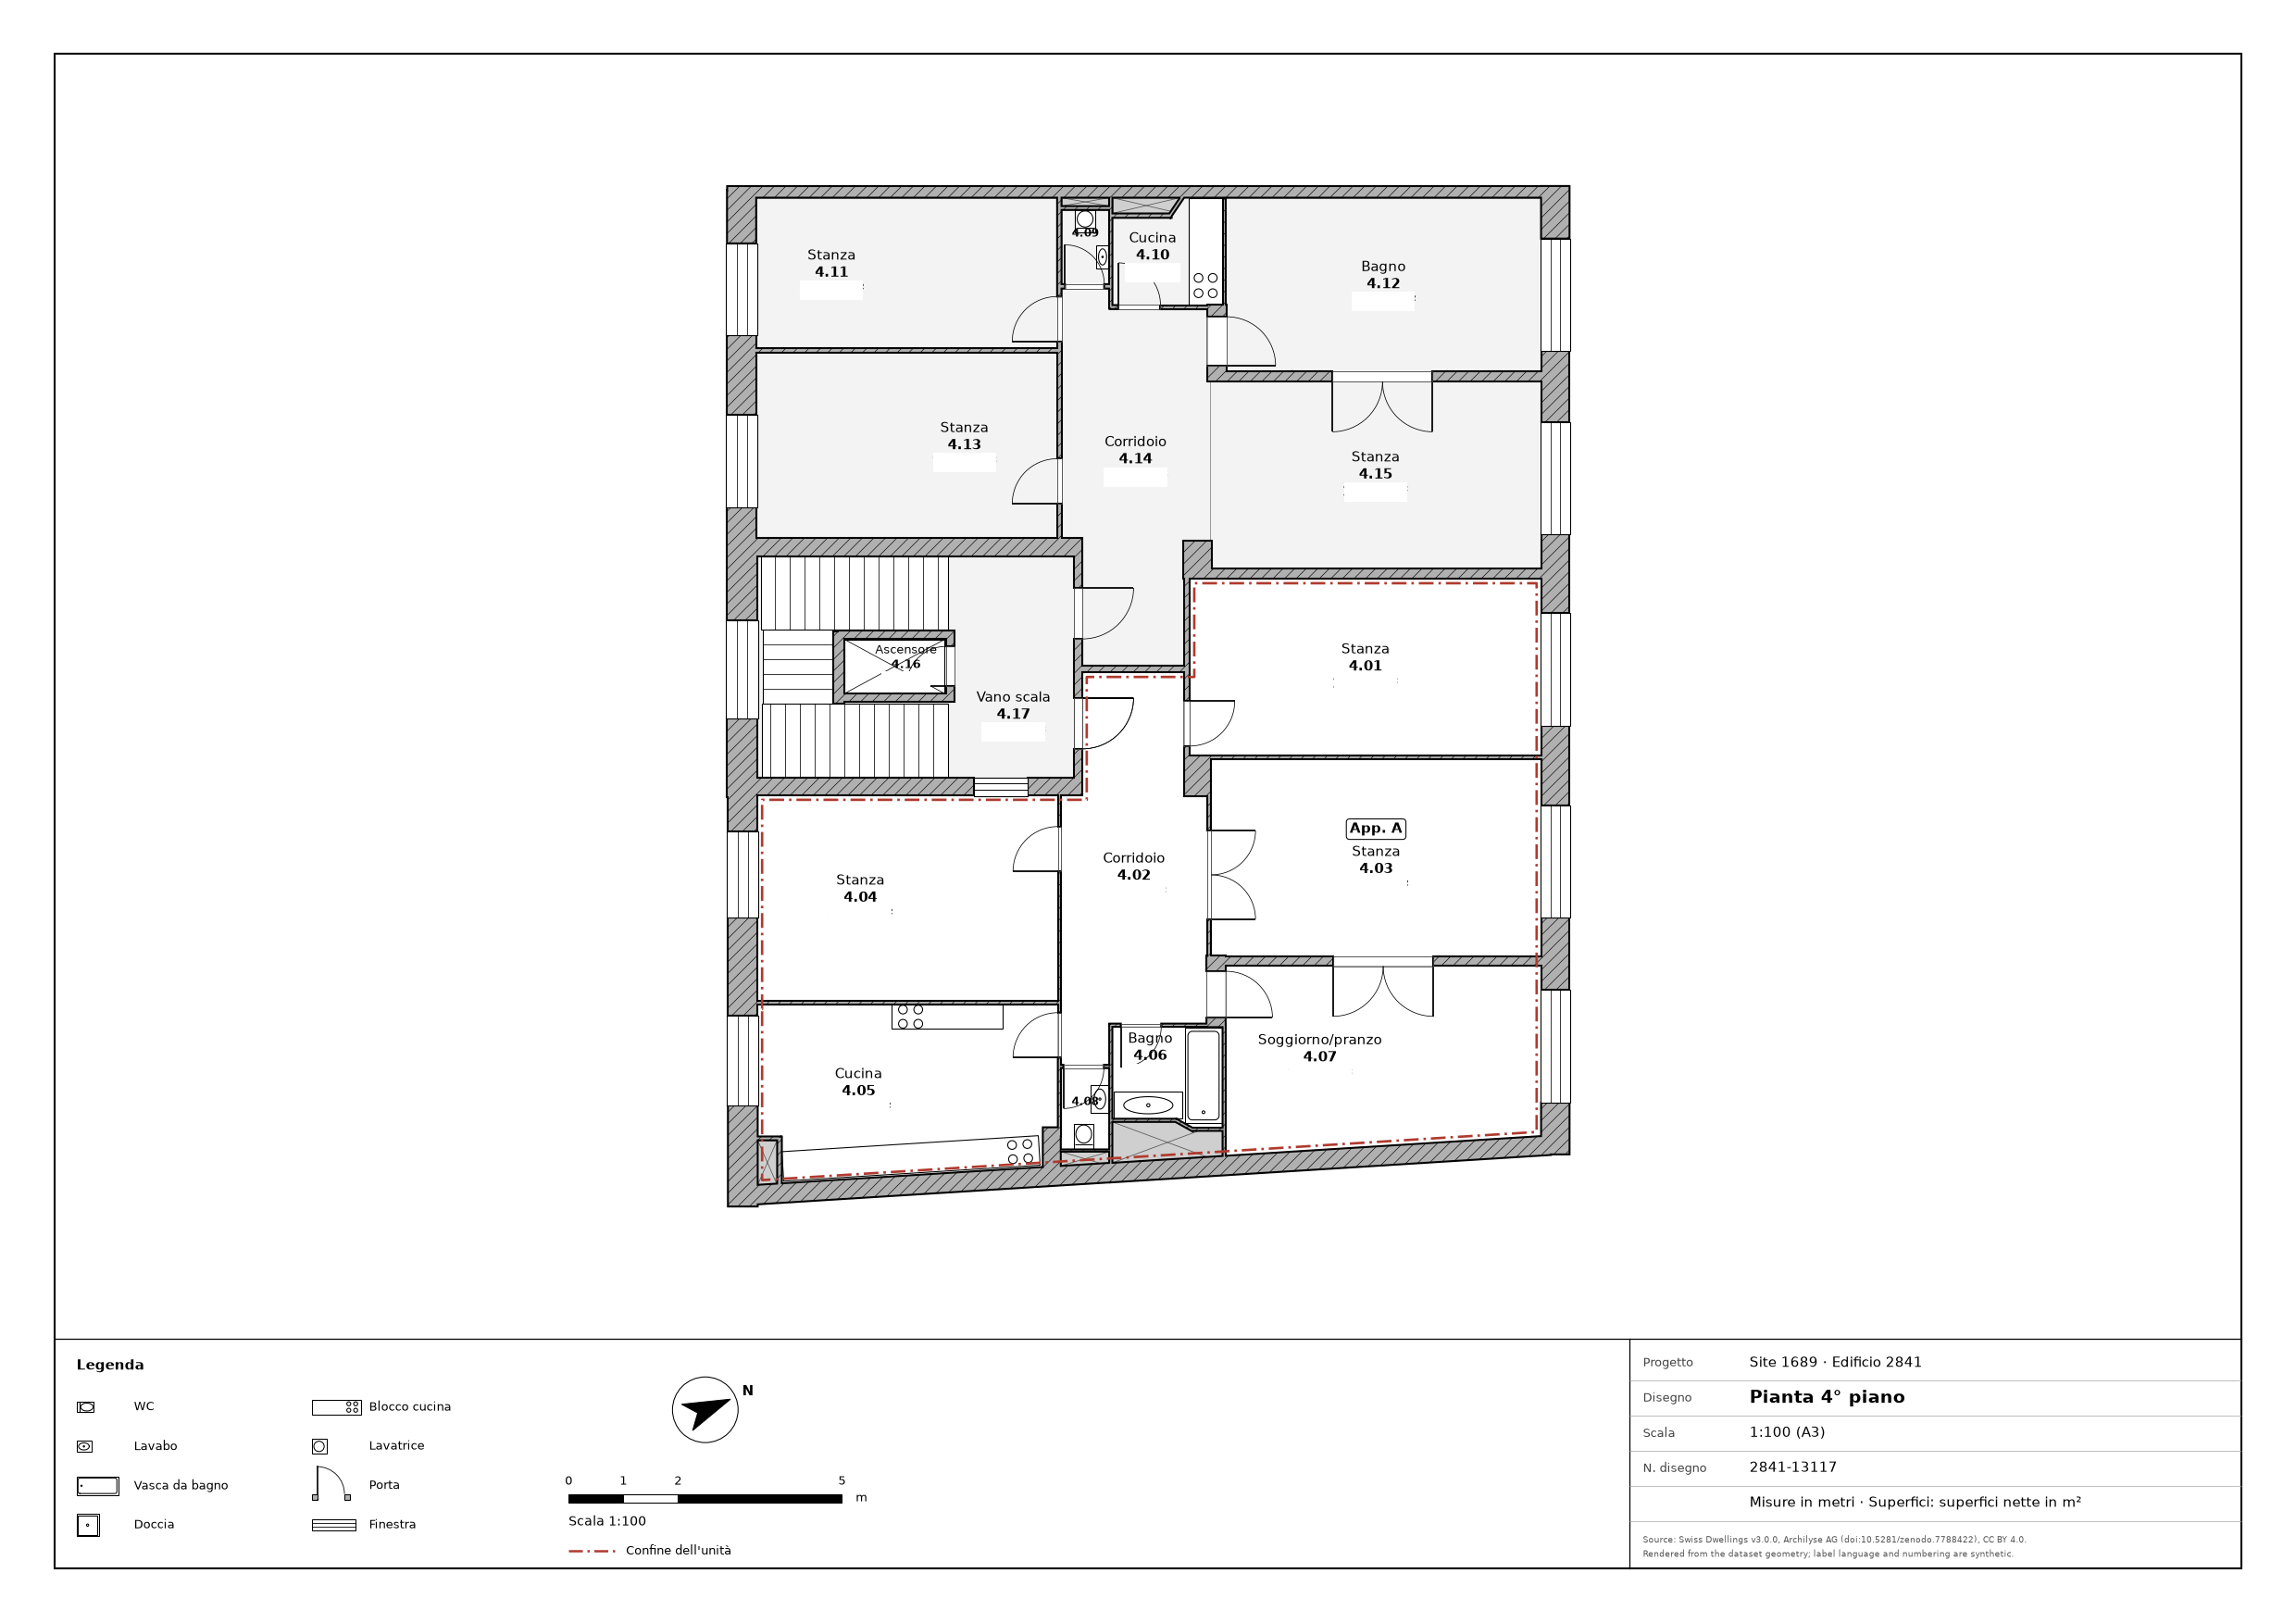 4.09
Cucina
4.10
Stanza
4.11
Bagno
4.12
Stanza
4.13
Corridoio
4.14
Stanza
4.15
Ascensore
4.16
Vano scala
4.17
Stanza
4.01
App. A
Stanza
4.03
Corridoio
4.02
Stanza
4.04
Cucina
4.05
Bagno
4.06
Soggiorno/pranzo
4.07
4.08
Legenda
WC
Lavabo
Vasca da bagno
Doccia
Blocco cucina
Lavatrice
Porta
Finestra
N
0 1 2 5
m
Scala 1:100
Confine dell'unità
Progetto Site 1689 · Edificio 2841
Disegno Pianta 4° piano
Scala 1:100 (A3)
N. disegno 2841-13117
Misure in metri · Superfici: superfici nette in m²
Source: Swiss Dwellings v3.0.0, Archilyse AG (doi:10.5281/zenodo.7788422), CC BY 4.0.
Rendered from the dataset geometry; label language and numbering are synthetic.